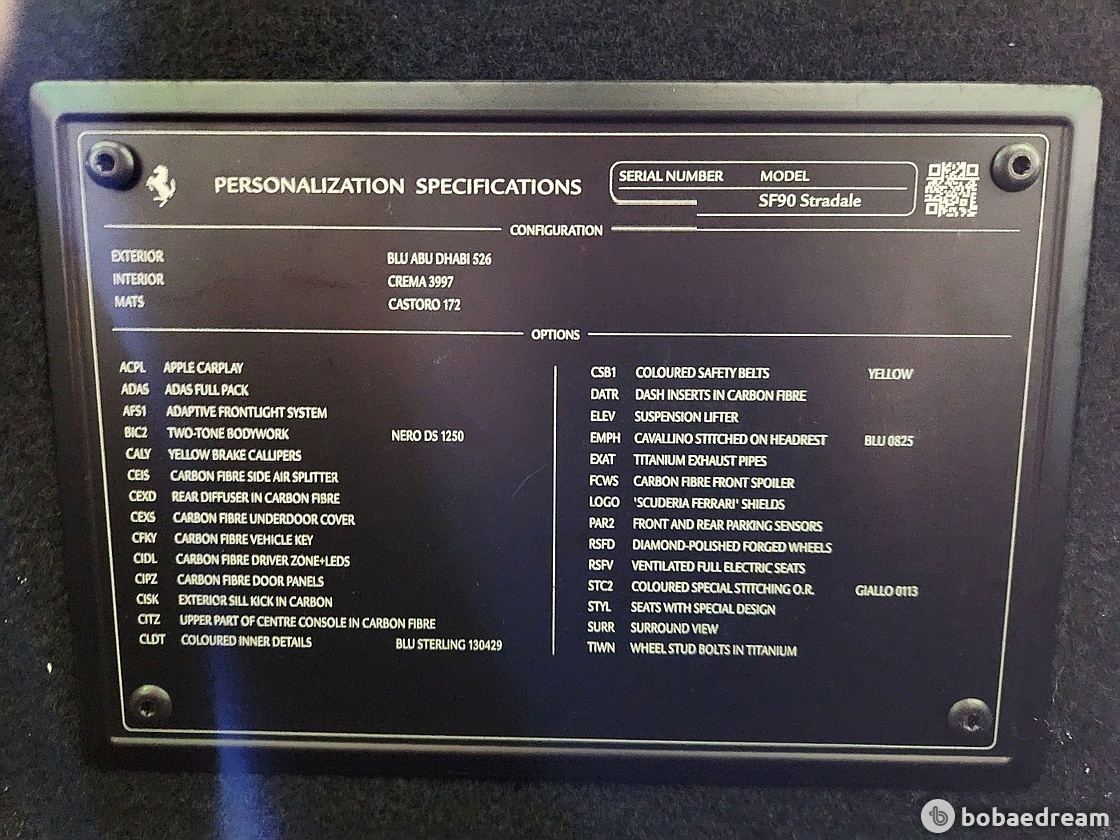 PERSONALIZATION SPECIFICATIONS
SERIAL NUMBER MODEL
SF90 Stradale
CONFIGURATION
EXTERIOR BLU ABU DHABI 526
INTERIOR CREMA 3997
MATS CASTORO 172
OPTIONS
ACPL APPLE CARPLAY
ADAS ADAS FULL PACK
AFS1 ADAPTIVE FRONTLIGHT SYSTEM
BIC2 TWO-TONE BODYWORK NERO DS 1250
CALY YELLOW BRAKE CALLIPERS
CEIS CARBON FIBRE SIDE AIR SPLITTER
CEXD REAR DIFFUSER IN CARBON FIBRE
CEXS CARBON FIBRE UNDERDOOR COVER
CFKY CARBON FIBRE VEHICLE KEY
CIDL CARBON FIBRE DRIVER ZONE+LEDS
CIPZ CARBON FIBRE DOOR PANELS
CISK EXTERIOR SILL KICK IN CARBON
CITZ UPPER PART OF CENTRE CONSOLE IN CARBON FIBRE
CLDT COLOURED INNER DETAILS BLU STERLING 130429
CSB1 COLOURED SAFETY BELTS YELLOW
DATR DASH INSERTS IN CARBON FIBRE
ELEV SUSPENSION LIFTER
EMPH CAVALLINO STITCHED ON HEADREST BLU 0825
EXAT TITANIUM EXHAUST PIPES
FCWS CARBON FIBRE FRONT SPOILER
LOGO 'SCUDERIA FERRARI' SHIELDS
PAR2 FRONT AND REAR PARKING SENSORS
RSFD DIAMOND-POLISHED FORGED WHEELS
RSFV VENTILATED FULL ELECTRIC SEATS
STC2 COLOURED SPECIAL STITCHING O.R. GIALLO 0113
STYL SEATS WITH SPECIAL DESIGN
SURR SURROUND VIEW
TIWN WHEEL STUD BOLTS IN TITANIUM
bobaedream